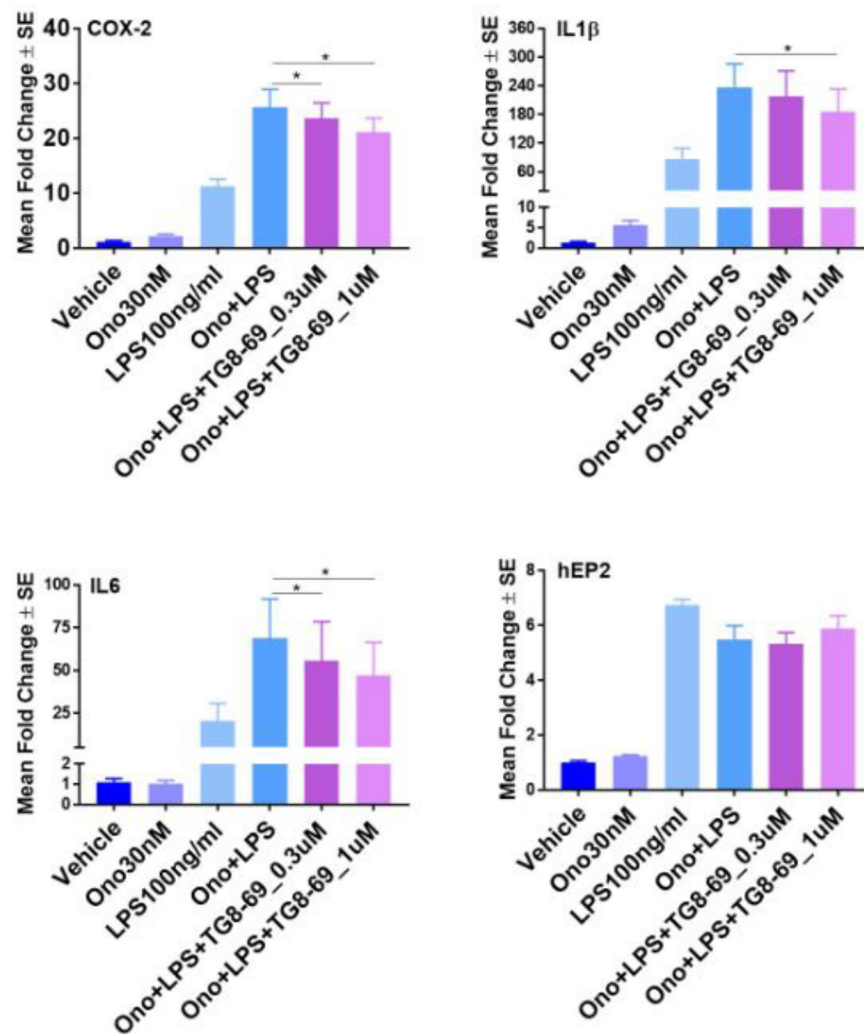 COX-2
Mean Fold Change ± SE
40
30
20
10
0
*
*
Vehicle
Ono30nM
LPS100ng/ml
Ono+LPS
Ono+LPS+TG8-69_0.3uM
Ono+LPS+TG8-69_1uM
IL1β
Mean Fold Change ± SE
360
300
240
180
120
60
10
5
0
*
Vehicle
Ono30nM
LPS100ng/ml
Ono+LPS
Ono+LPS+TG8-69_0.3uM
Ono+LPS+TG8-69_1uM
IL6
Mean Fold Change ± SE
100
75
50
25
2
1
0
*
*
Vehicle
Ono30nM
LPS100ng/ml
Ono+LPS
Ono+LPS+TG8-69_0.3uM
Ono+LPS+TG8-69_1uM
hEP2
Mean Fold Change ± SE
8
6
4
2
0
Vehicle
Ono30nM
LPS100ng/ml
Ono+LPS
Ono+LPS+TG8-69_0.3uM
Ono+LPS+TG8-69_1uM